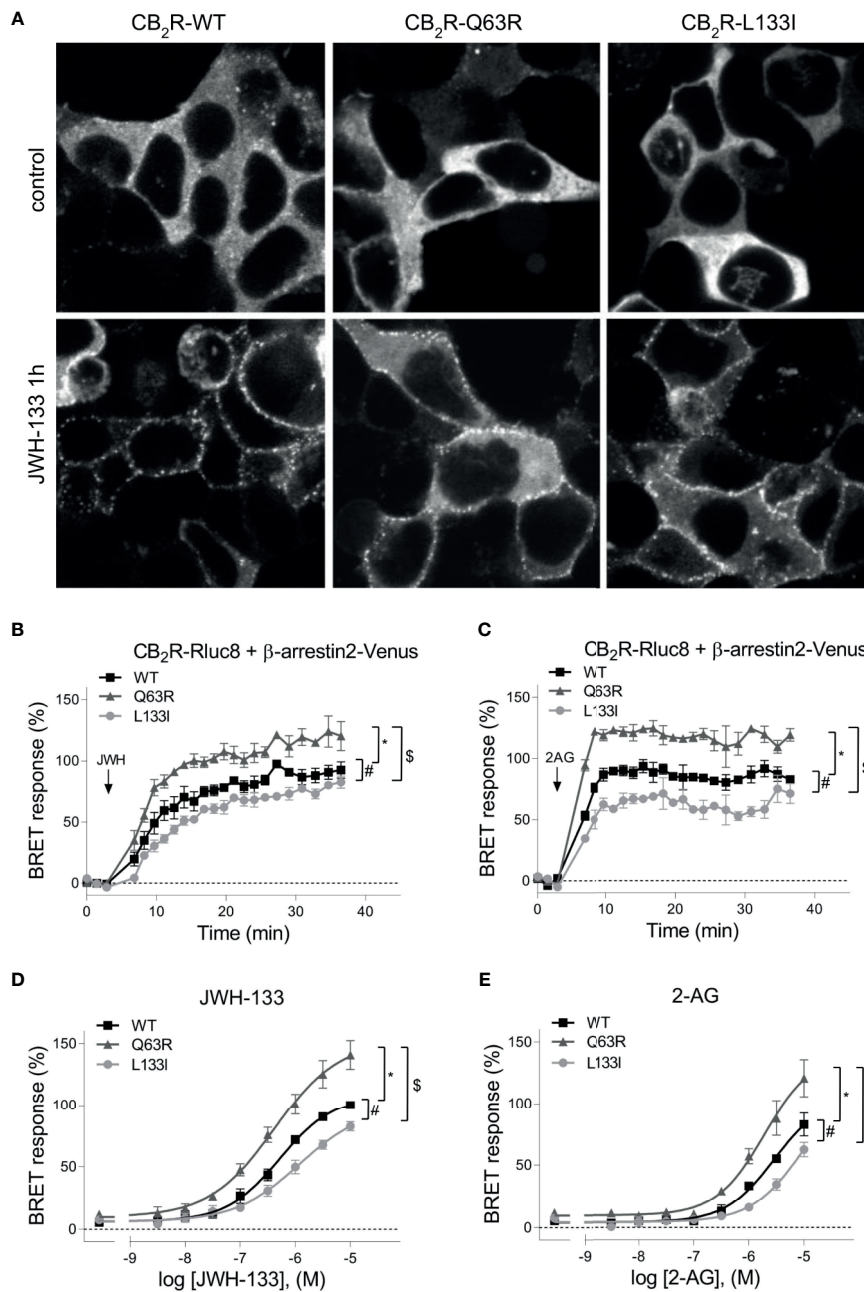 A
CB2R-WT CB2R-Q63R CB2R-L133I
control
JWH-133 1h
B
CB2R-Rluc8 + β-arrestin2-Venus
WT
Q63R
L133I
BRET response (%)
150
100
50
0
JWH
* $
#
0 10 20 30 40
Time (min)
C
CB2R-Rluc8 + β-arrestin2-Venus
WT
Q63R
L133I
BRET response (%)
150
100
50
0
2AG
* $
#
0 10 20 30 40
Time (min)
D
JWH-133
WT
Q63R
L133I
BRET response (%)
150
100
50
0
* $
#
-9 -8 -7 -6 -5
log [JWH-133], (M)
E
2-AG
WT
Q63R
L133I
BRET response (%)
150
100
50
0
*
#
-9 -8 -7 -6 -5
log [2-AG], (M)